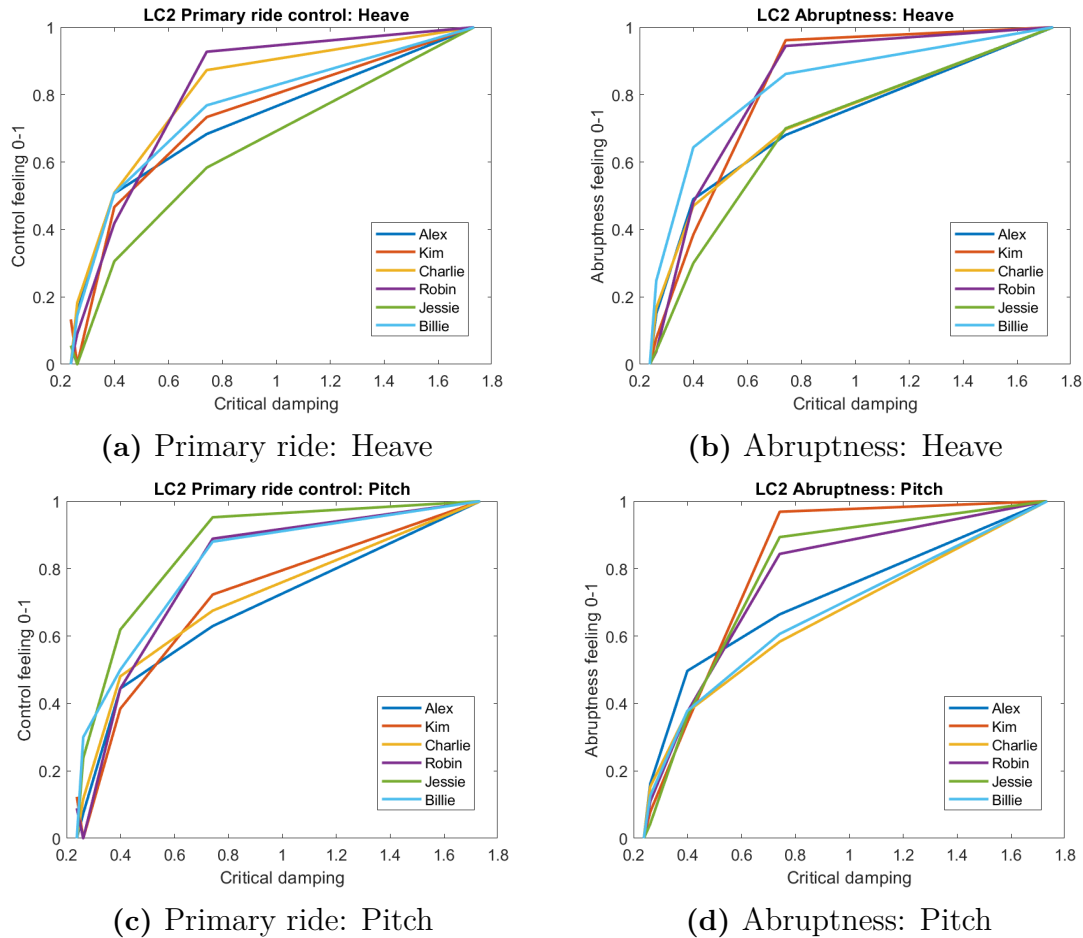 LC2 Primary ride control: Heave
Control feeling 0-1
1
0.8
0.6
0.4
0.2
0
0.2 0.4 0.6 0.8 1 1.2 1.4 1.6 1.8
Critical damping
Alex
Kim
Charlie
Robin
Jessie
Billie
(a) Primary ride: Heave
LC2 Abruptness: Heave
Abruptness feeling 0-1
1
0.8
0.6
0.4
0.2
0
0.2 0.4 0.6 0.8 1 1.2 1.4 1.6 1.8
Critical damping
Alex
Kim
Charlie
Robin
Jessie
Billie
(b) Abruptness: Heave
LC2 Primary ride control: Pitch
Control feeling 0-1
1
0.8
0.6
0.4
0.2
0
0.2 0.4 0.6 0.8 1 1.2 1.4 1.6 1.8
Critical damping
Alex
Kim
Charlie
Robin
Jessie
Billie
(c) Primary ride: Pitch
LC2 Abruptness: Pitch
Abruptness feeling 0-1
1
0.8
0.6
0.4
0.2
0
0.2 0.4 0.6 0.8 1 1.2 1.4 1.6 1.8
Critical damping
Alex
Kim
Charlie
Robin
Jessie
Billie
(d) Abruptness: Pitch